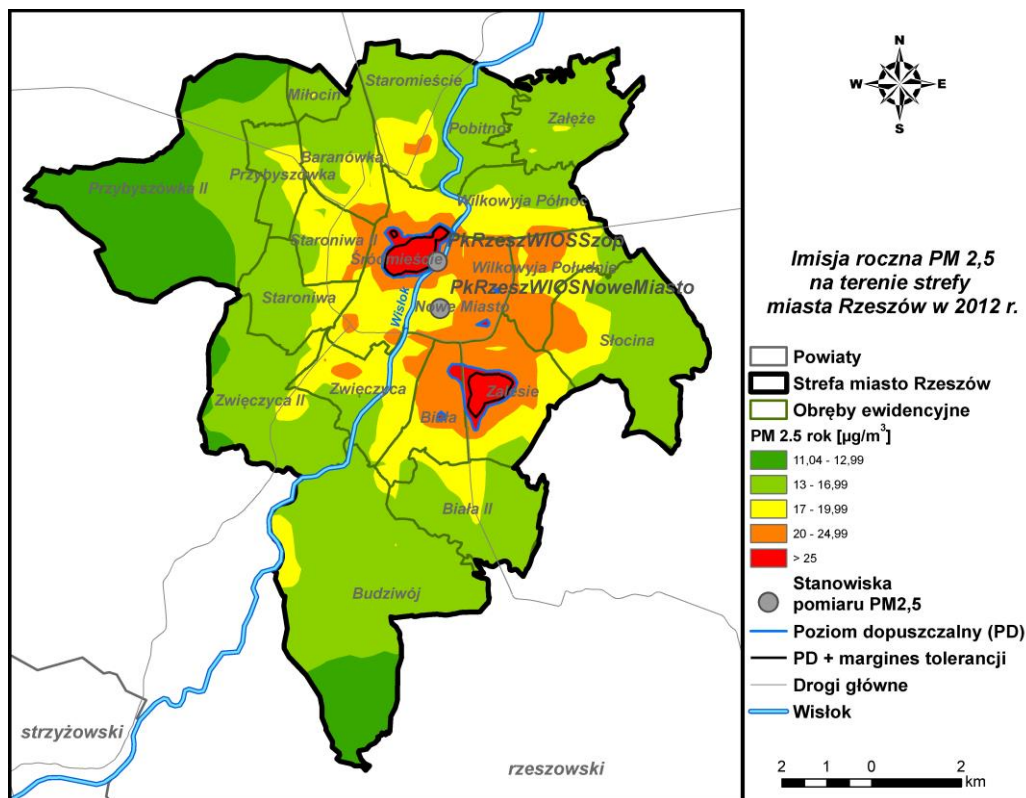 Staromieście
Miłocin
Pobitno
Załęże
Baranówka
Przybyszówka
Przybyszówka II
Wilkowyja Północ
Staroniwa II
PkRzeszWIOSSzop
Śródmieście
Wilkowyja Południe
PkRzeszWIOSNoweMiasto
Staroniwa
Wisłok
Nowe Miasto
Słocina
Zwięczyca
Zalesie
Zwięczyca II
Biała
Biała II
Budziwój
strzyżowski
rzeszowski
N
W E
S
Imisja roczna PM 2,5
na terenie strefy
miasta Rzeszów w 2012 r.
Powiaty
Strefa miasto Rzeszów
Obręby ewidencyjne
PM 2.5 rok [µg/m³]
11,04 - 12,99
13 - 16,99
17 - 19,99
20 - 24,99
> 25
Stanowiska
pomiaru PM2,5
Poziom dopuszczalny (PD)
PD + margines tolerancji
Drogi główne
Wisłok
2 1 0 2
km